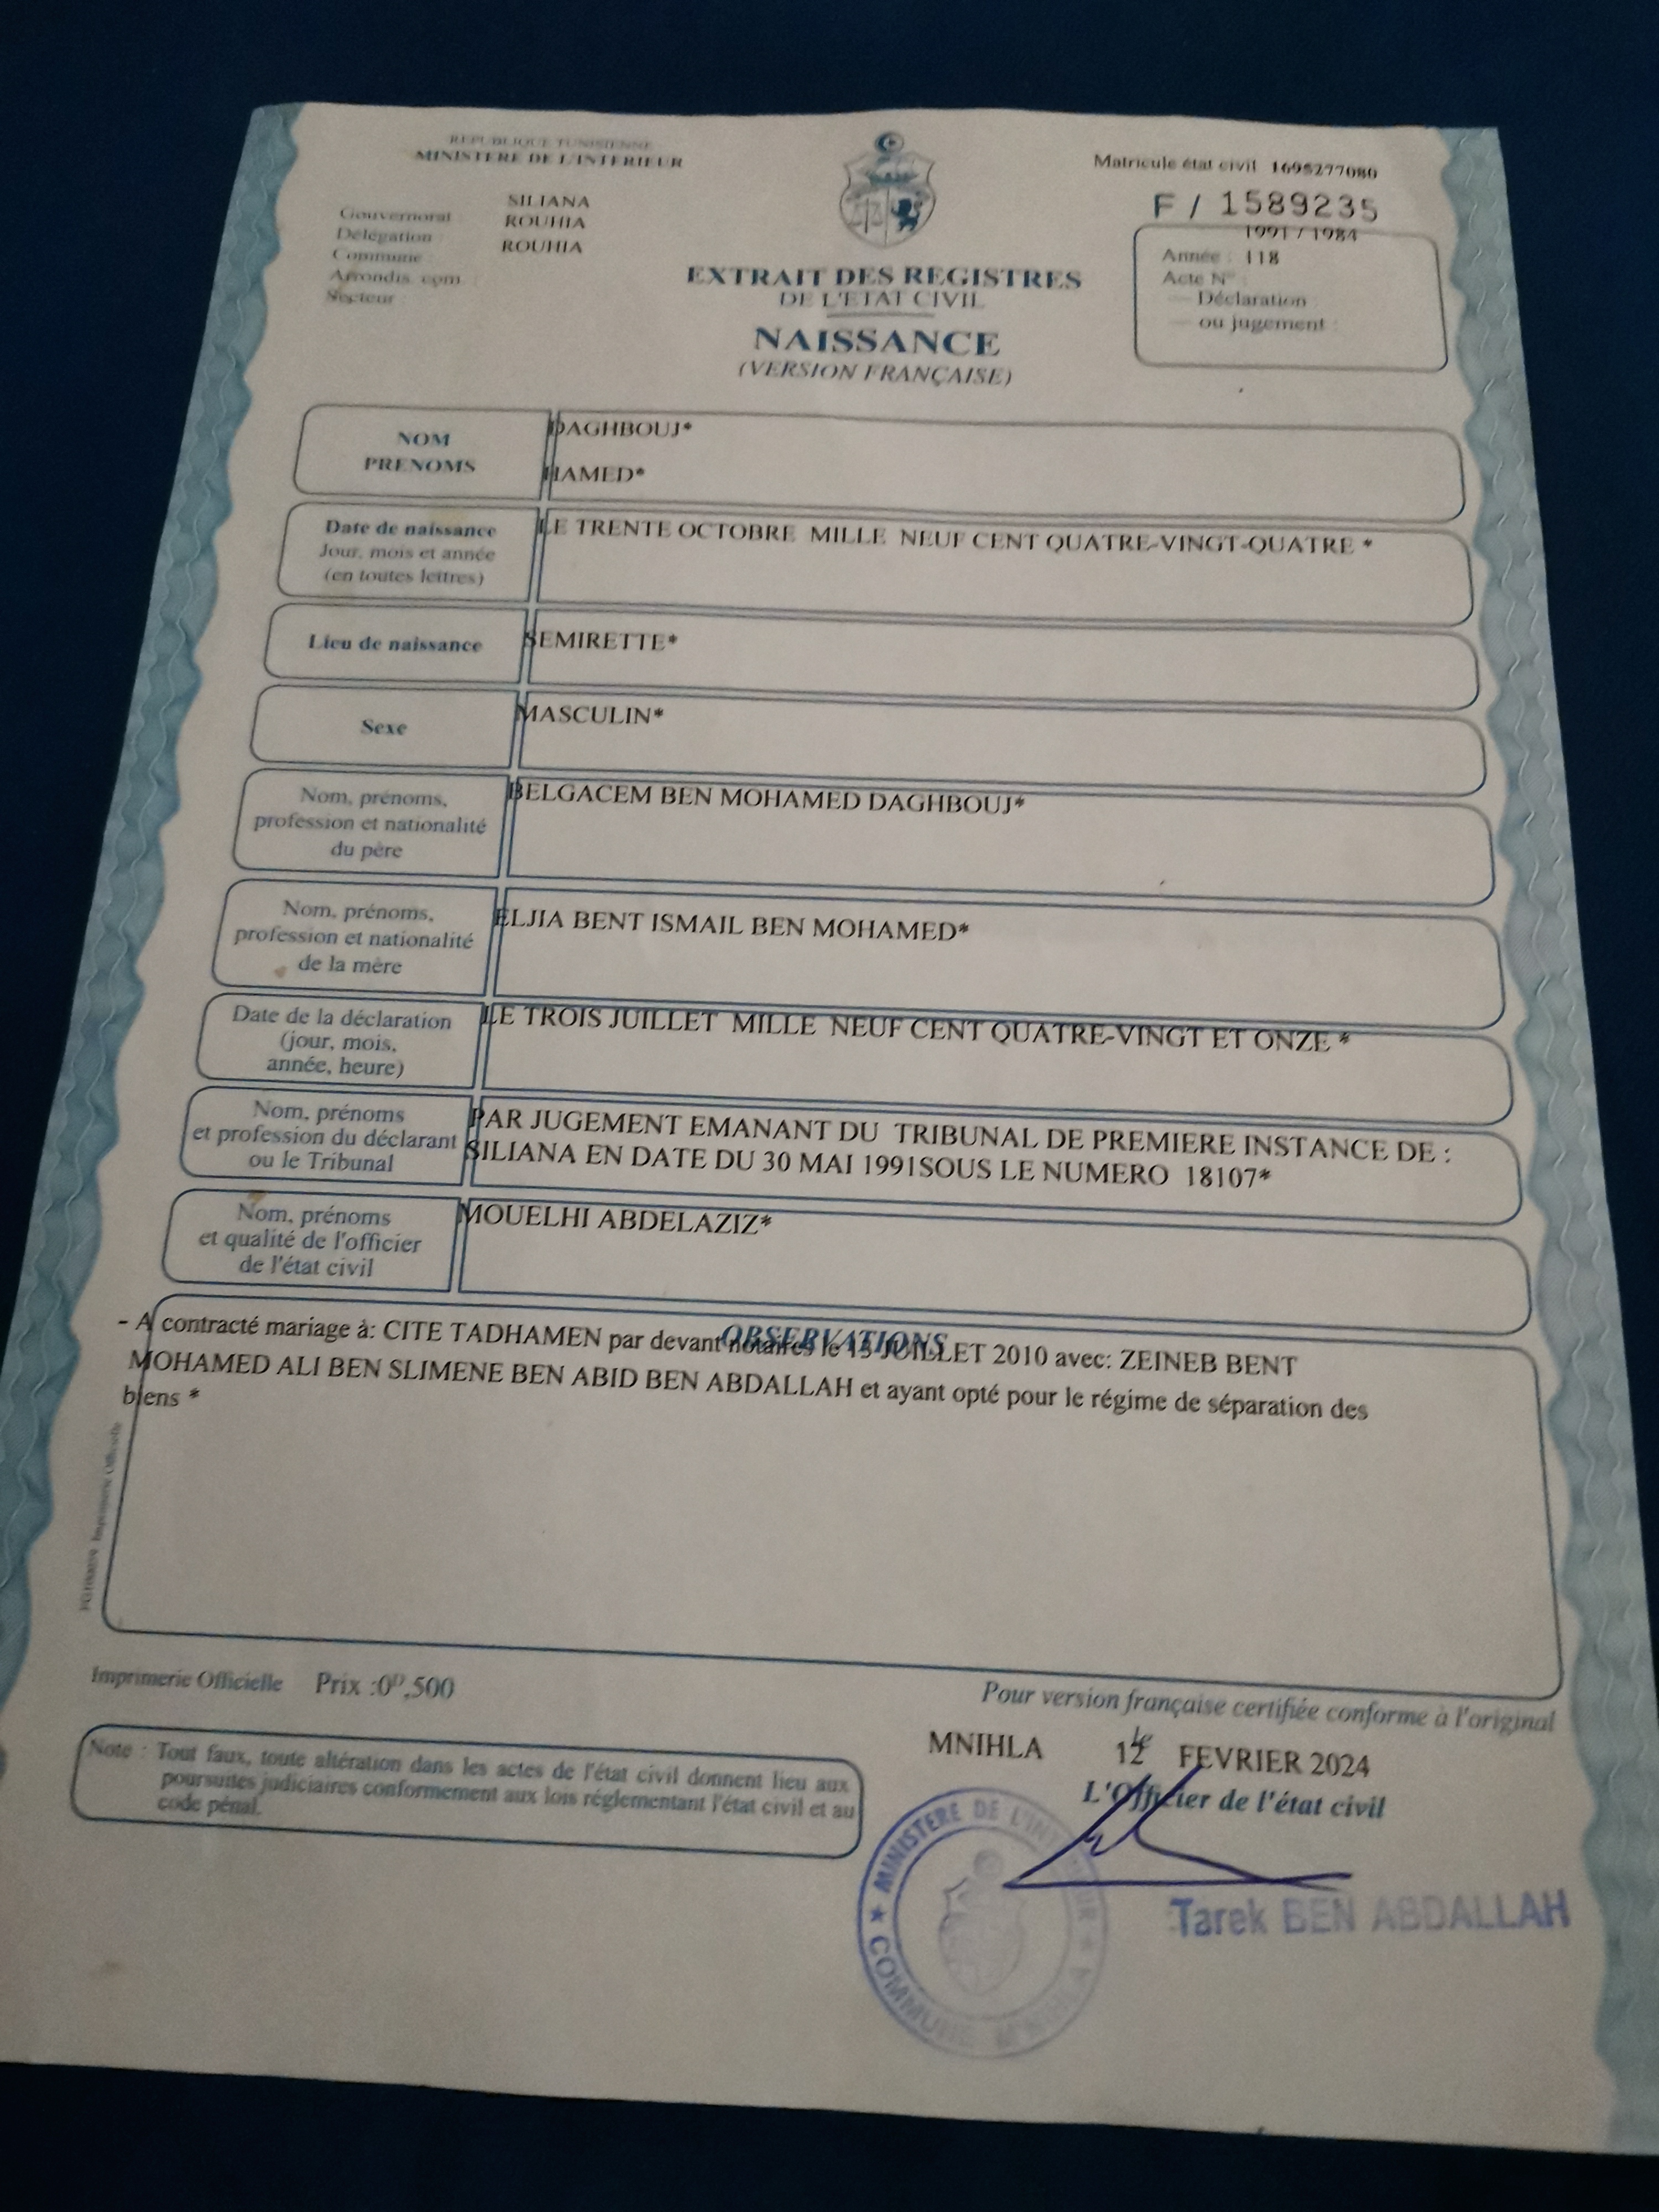 REPUBLIQUE TUNISIENNE
MINISTERE DE L'INTERIEUR
Gouvernorat SILIANA
Délégation : ROUHIA
Commune : ROUHIA
Arrondis. com :
Secteur :
EXTRAIT DES REGISTRES
DE L'ETAT CIVIL
NAISSANCE
(VERSION FRANÇAISE)
Matricule état civil 1695277080
F / 1589235
1991 / 1984
Année : 118
Acte N° :
— Déclaration :
— ou jugement :
NOM DAGHBOUJ*
PRENOMS HAMED*
Date de naissance LE TRENTE OCTOBRE MILLE NEUF CENT QUATRE-VINGT-QUATRE *
Jour, mois et année
(en toutes lettres)
Lieu de naissance SEMIRETTE*
Sexe MASCULIN*
Nom, prénoms, BELGACEM BEN MOHAMED DAGHBOUJ*
profession et nationalité
du père
Nom, prénoms, ELJIA BENT ISMAIL BEN MOHAMED*
profession et nationalité
de la mère
Date de la déclaration LE TROIS JUILLET MILLE NEUF CENT QUATRE-VINGT ET ONZE *
(jour, mois,
année, heure)
Nom, prénoms PAR JUGEMENT EMANANT DU TRIBUNAL DE PREMIERE INSTANCE DE :
et profession du déclarant SILIANA EN DATE DU 30 MAI 1991SOUS LE NUMERO 18107*
ou le Tribunal
Nom, prénoms MOUELHI ABDELAZIZ*
et qualité de l'officier
de l'état civil
OBSERVATIONS
- A contracté mariage à: CITE TADHAMEN par devant notaires le JUILLET 2010 avec: ZEINEB BENT
MOHAMED ALI BEN SLIMENE BEN ABID BEN ABDALLAH et ayant opté pour le régime de séparation des
biens *
Imprimerie Officielle
Imprimerie Officielle Prix :0ᴰ,500
Note : Tout faux, toute altération dans les actes de l'état civil donnent lieu aux
poursuites judiciaires conformement aux lois réglementant l'état civil et au
code pénal.
Pour version française certifiée conforme à l'original
MNIHLA le 12 FEVRIER 2024
L'Officier de l'état civil
Tarek BEN ABDALLAH
MINISTERE DE L'INTERIEUR
★ COMMUNE M'NIHLA ★